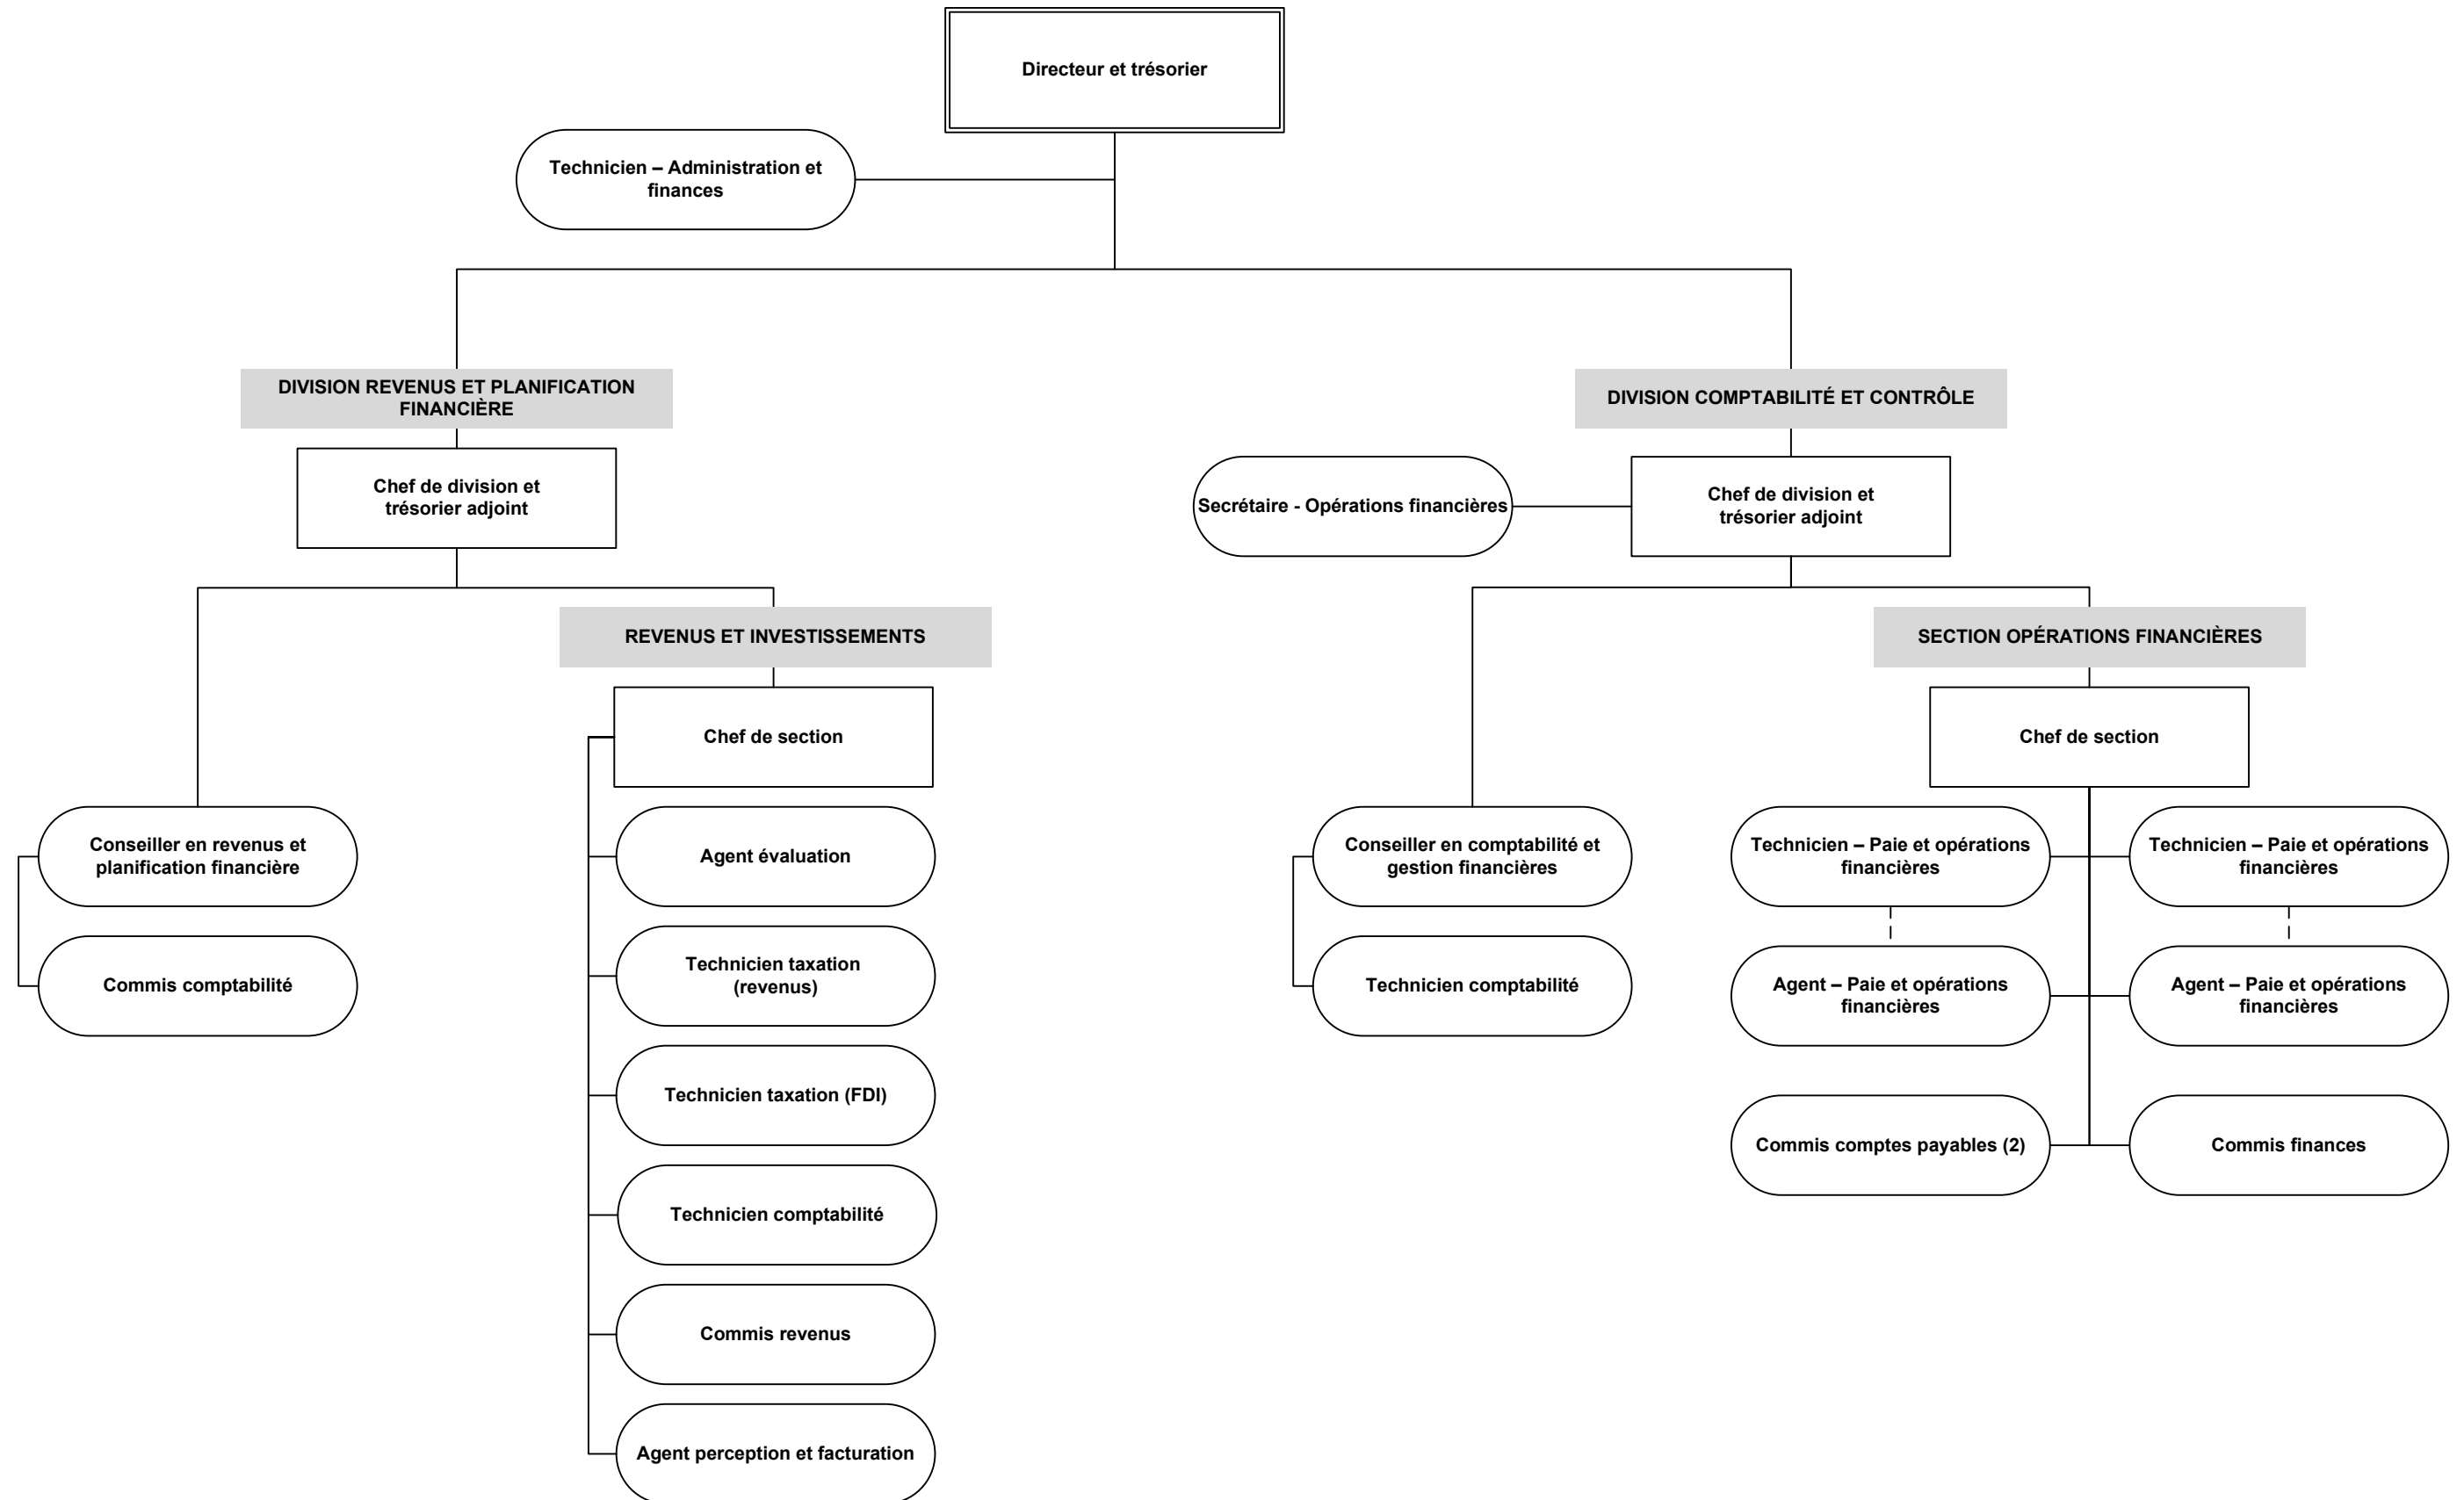 Directeur et trésorier
Technicien – Administration et
finances
DIVISION REVENUS ET PLANIFICATION
FINANCIÈRE
Chef de division et
trésorier adjoint
REVENUS ET INVESTISSEMENTS
Chef de section
Conseiller en revenus et
planification financière
Commis comptabilité
Agent évaluation
Technicien taxation
(revenus)
Technicien taxation (FDI)
Technicien comptabilité
Commis revenus
Agent perception et facturation
DIVISION COMPTABILITÉ ET CONTRÔLE
Secrétaire - Opérations financières
Chef de division et
trésorier adjoint
SECTION OPÉRATIONS FINANCIÈRES
Chef de section
Conseiller en comptabilité et
gestion financières
Technicien comptabilité
Technicien – Paie et opérations
financières
Technicien – Paie et opérations
financières
Agent – Paie et opérations
financières
Agent – Paie et opérations
financières
Commis comptes payables (2)
Commis finances